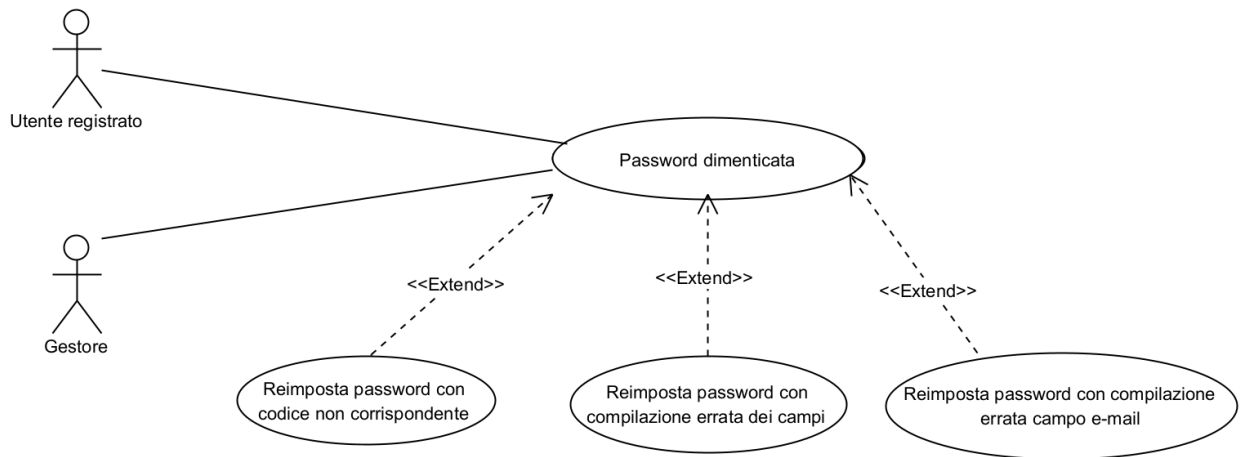 Utente registrato
Password dimenticata
Gestore
<<Extend>>
<<Extend>>
<<Extend>>
Reimposta password con
codice non corrispondente
Reimposta password con
compilazione errata dei campi
Reimposta password con compilazione
errata campo e-mail